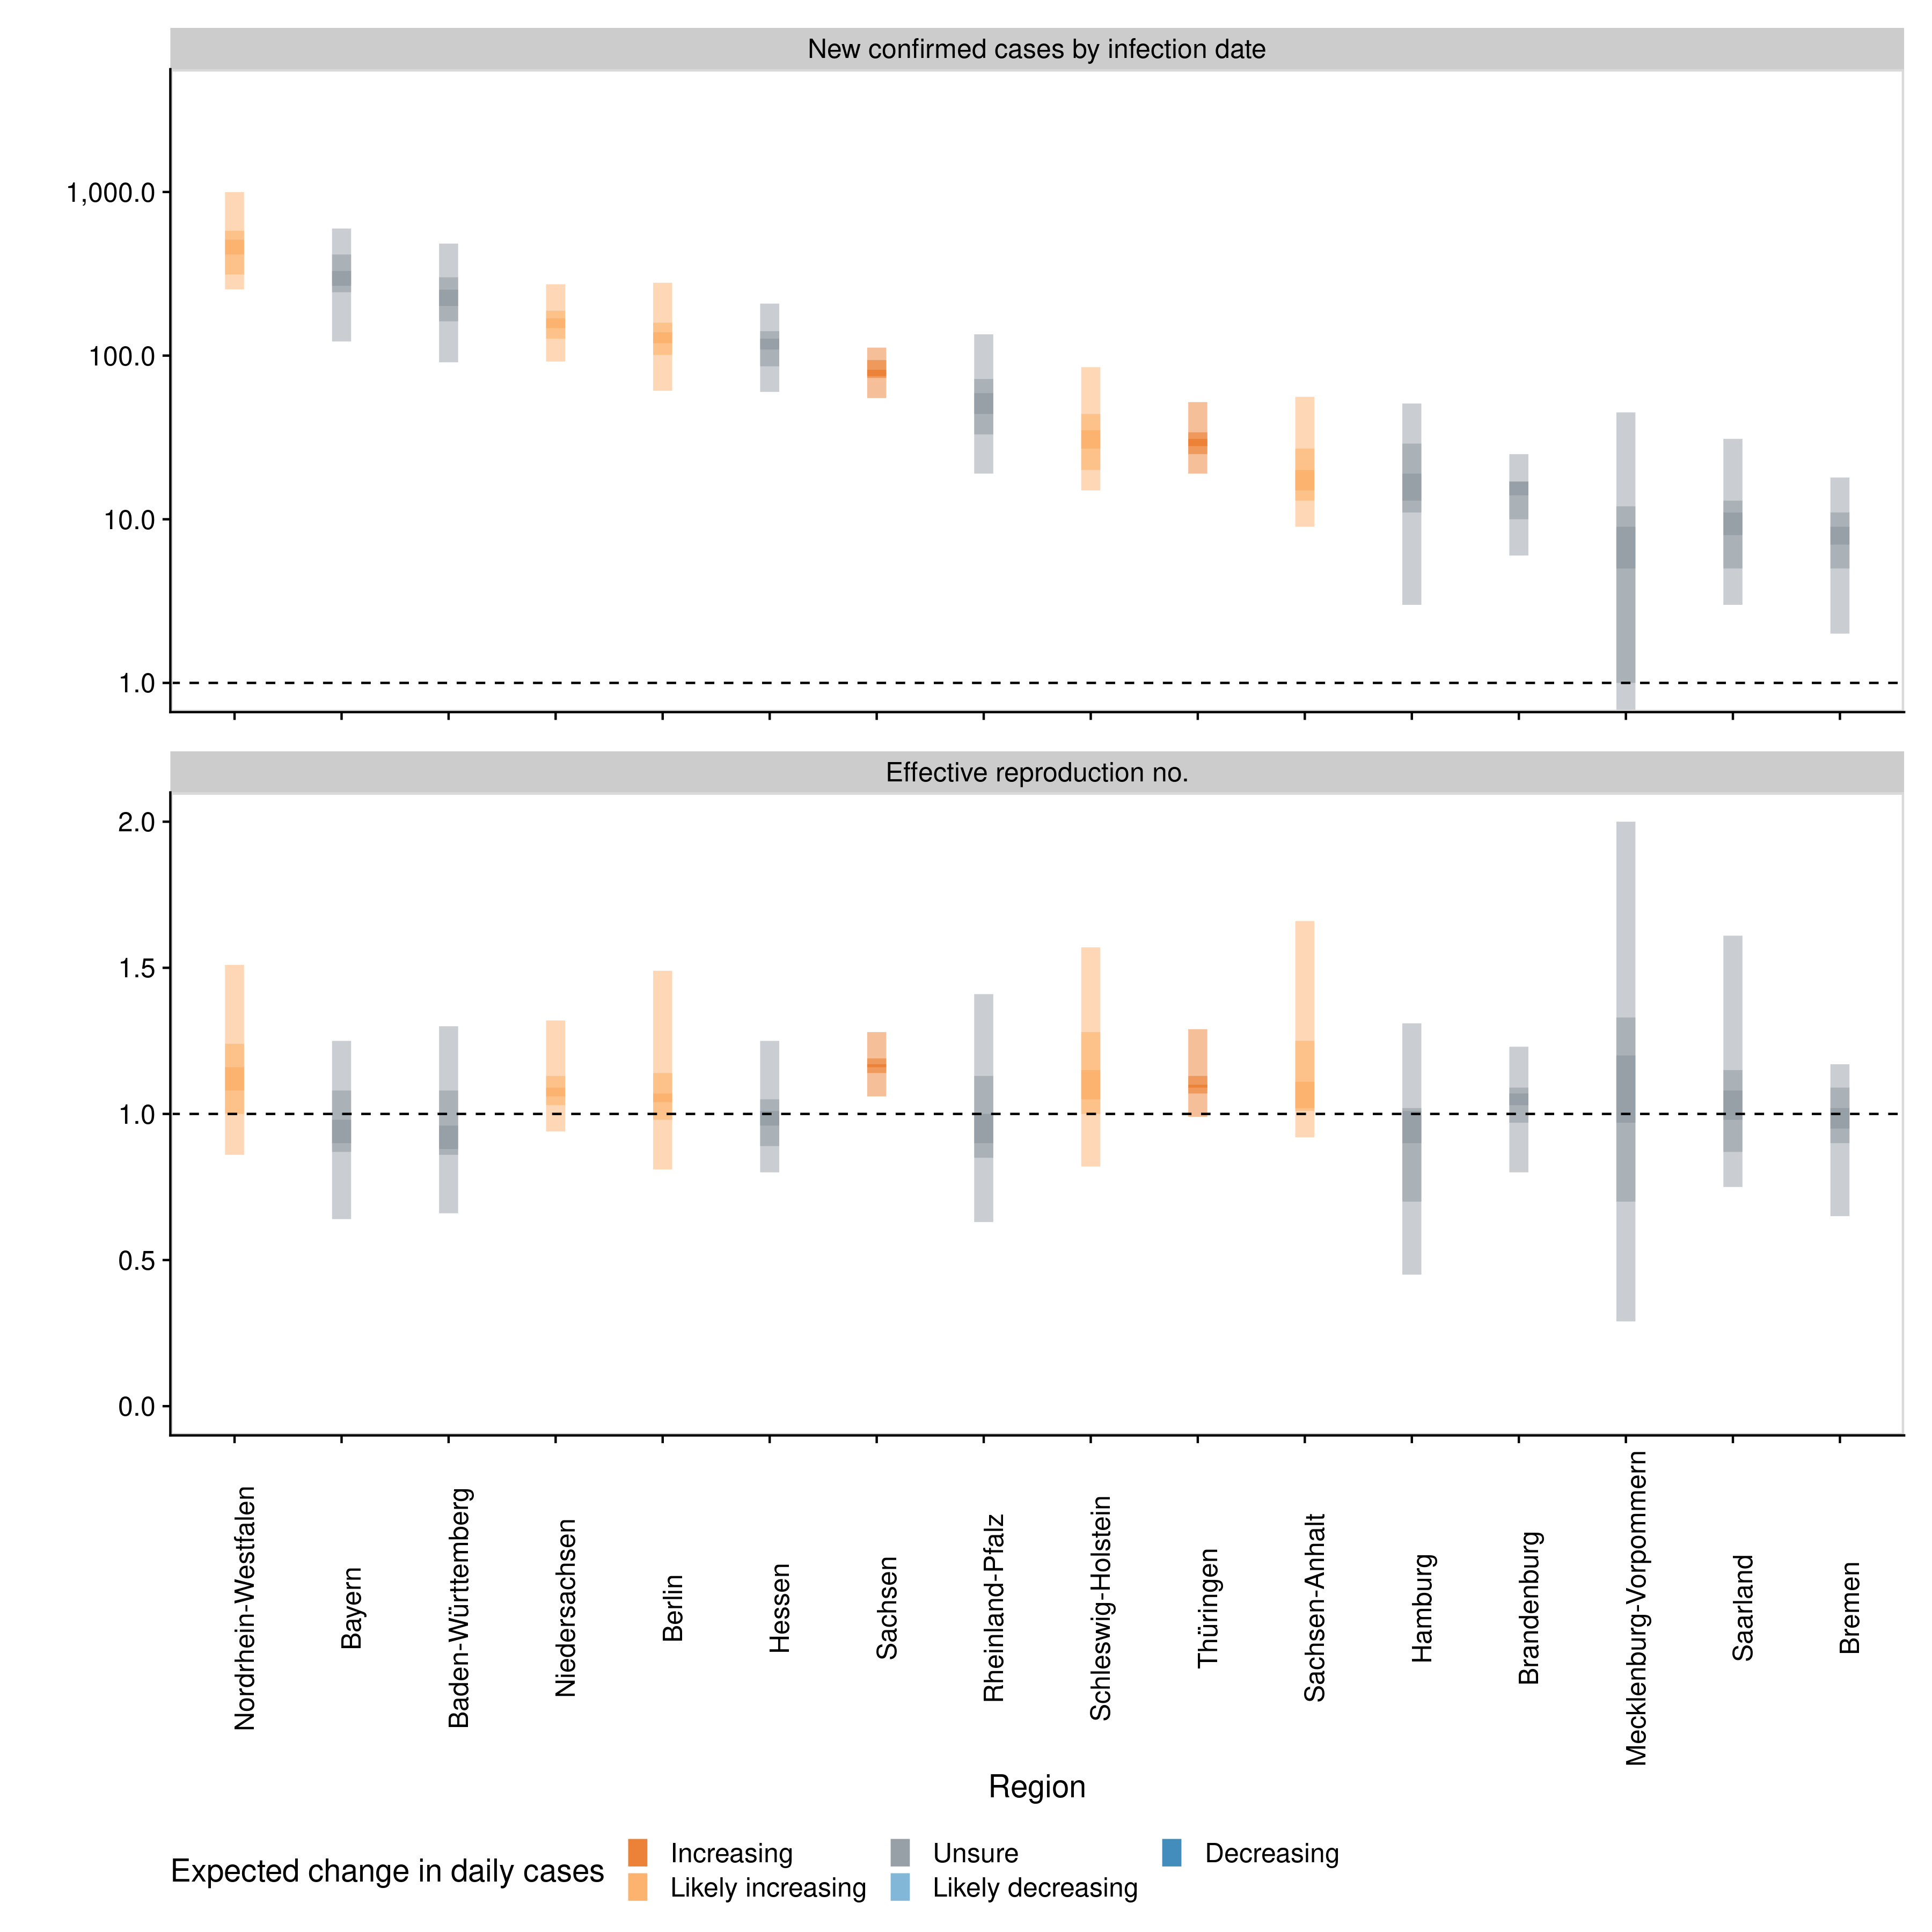 New confirmed cases by infection date
1,000.0
100.0
10.0
1.0
Effective reproduction no.
2.0
1.5
1.0
0.5
0.0
Nordrhein-Westfalen
Bayern
Baden-Württemberg
Niedersachsen
Berlin
Hessen
Sachsen
Rheinland-Pfalz
Schleswig-Holstein
Thüringen
Sachsen-Anhalt
Hamburg
Brandenburg
Mecklenburg-Vorpommern
Saarland
Bremen
Region
Expected change in daily cases
Increasing
Unsure
Decreasing
Likely increasing
Likely decreasing